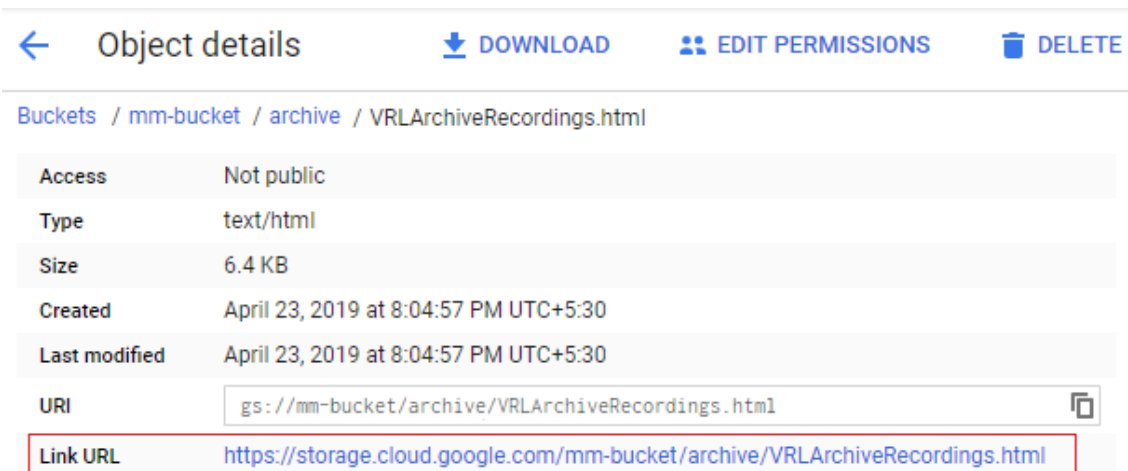 Object details DOWNLOAD EDIT PERMISSIONS DELETE
Buckets / mm-bucket / archive / VRLArchiveRecordings.html
Access Not public
Type text/html
Size 6.4 KB
Created April 23, 2019 at 8:04:57 PM UTC+5:30
Last modified April 23, 2019 at 8:04:57 PM UTC+5:30
URI gs://mm-bucket/archive/VRLArchiveRecordings.html
Link URL https://storage.cloud.google.com/mm-bucket/archive/VRLArchiveRecordings.html